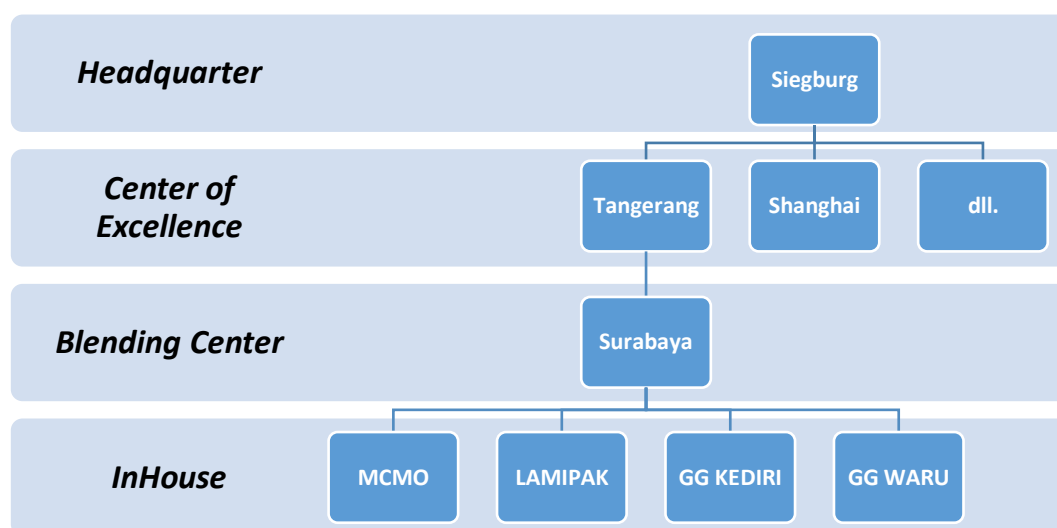 Headquarter
Siegburg
Center of
Excellence
Tangerang
Shanghai
dll.
Blending Center
Surabaya
InHouse
MCMO
LAMIPAK
GG KEDIRI
GG WARU